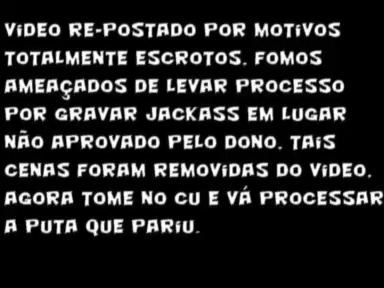 VíDEO RE-POSTADO POR MOTIVOS
TOTALMENTE ESCROTOS. FOMOS
AMEAÇADOS DE LEVAR PROCESSO
POR GRAVAR JACKASS EM LUGAR
NÃO APROVADO PELO DONO. TAIS
CENAS FORAM REMOVIDAS DO VIDEO.
AGORA TOME NO CU E VÁ PROCESSAR
A PUTA QUE PARIU.